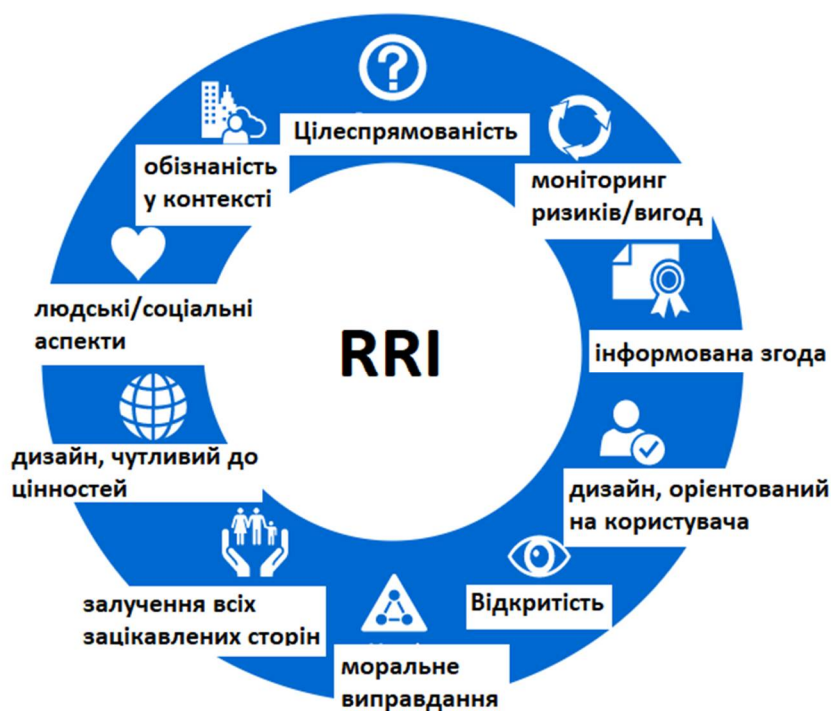 Цілеспрямованість
моніторинг
ризиків/вигод
інформована згода
дизайн, орієнтований
на користувача
Відкритість
моральне
виправдання
залучення всіх
зацікавлених сторін
дизайн, чутливий до
цінностей
людські/соціальні
аспекти
обізнаність
у контексті
RRI